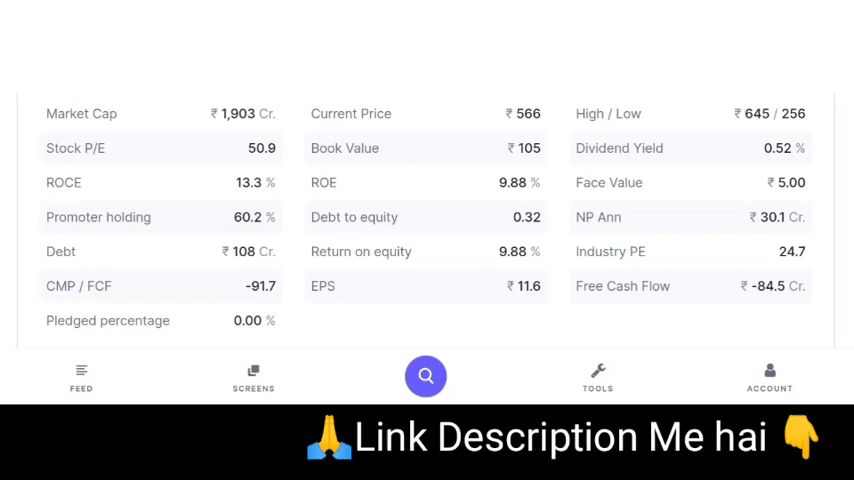 Market Cap ₹ 1,903 Cr. Current Price ₹ 566 High / Low ₹ 645 / 256
Stock P/E 50.9 Book Value ₹ 105 Dividend Yield 0.52 %
ROCE 13.3 % ROE 9.88 % Face Value ₹ 5.00
Promoter holding 60.2 % Debt to equity 0.32 NP Ann ₹ 30.1 Cr.
Debt ₹ 108 Cr. Return on equity 9.88 % Industry PE 24.7
CMP / FCF -91.7 EPS ₹ 11.6 Free Cash Flow ₹ -84.5 Cr.
Pledged percentage 0.00 %
FEED SCREENS TOOLS ACCOUNT
🙏Link Description Me hai 👇